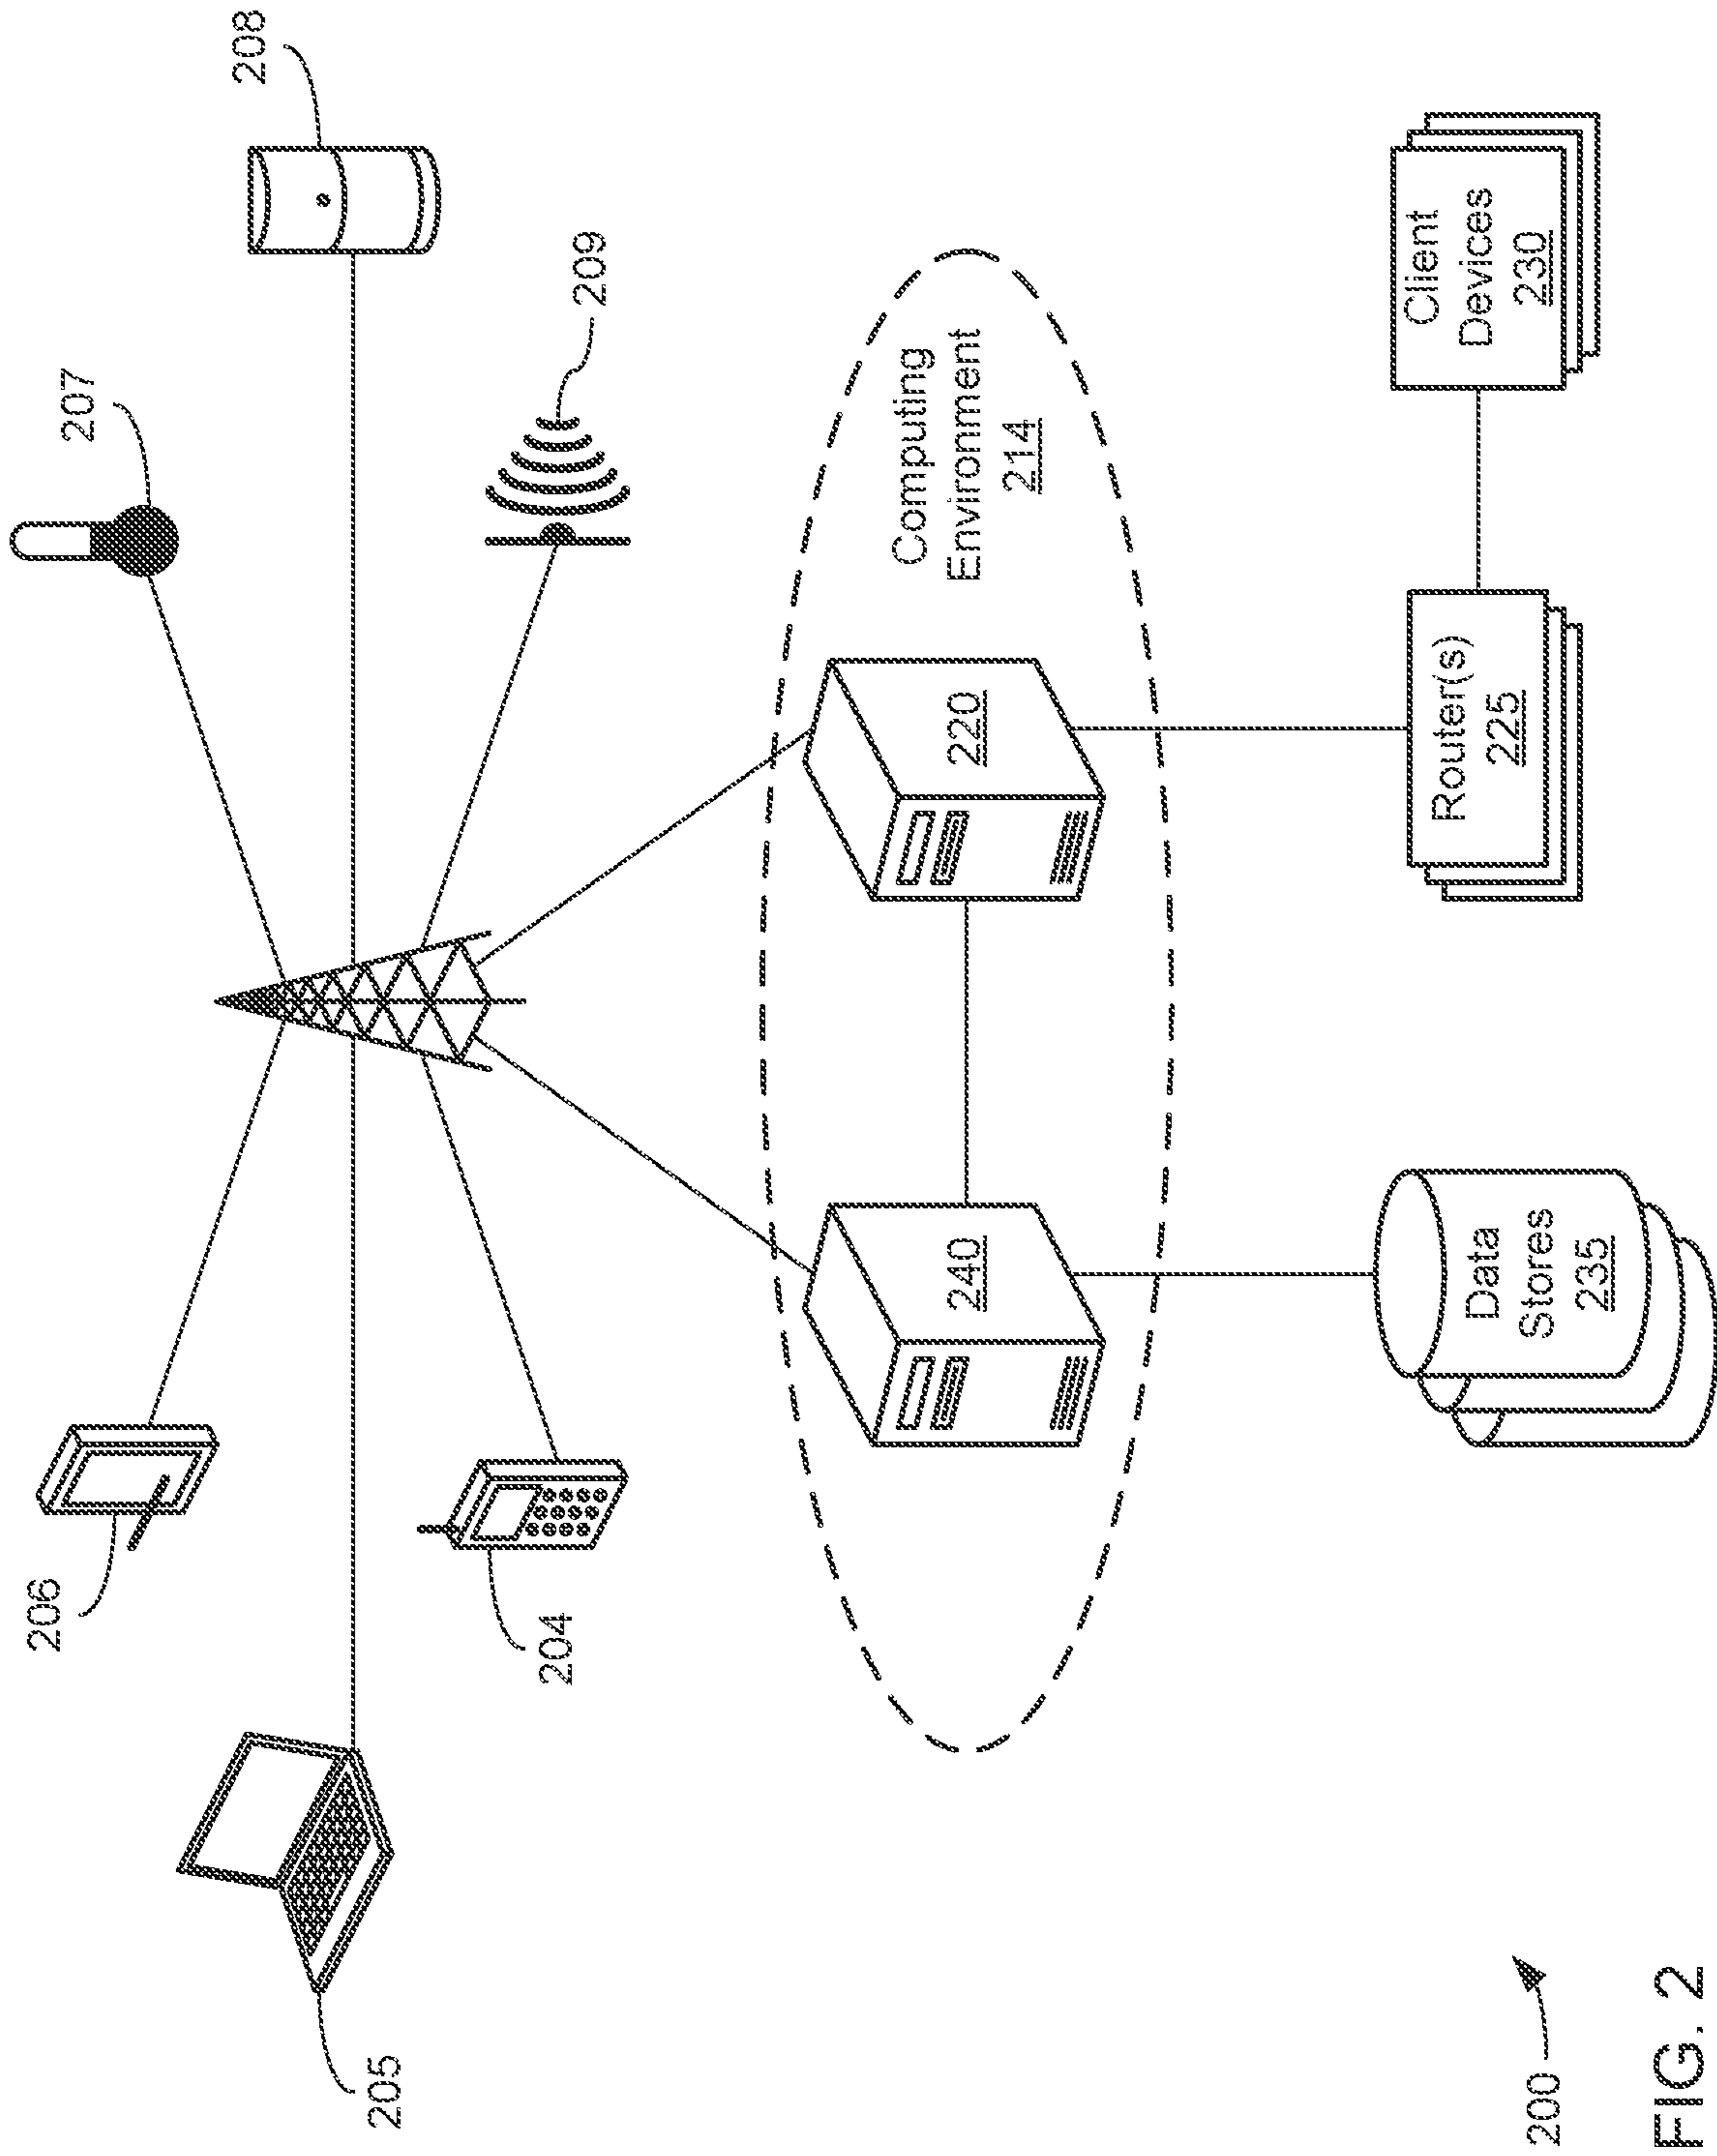 206
207
208
205
204
209
Computing
Environment
214
240
220
Data
Stores
235
Router(s)
225
Client
Devices
230
200
FIG. 2